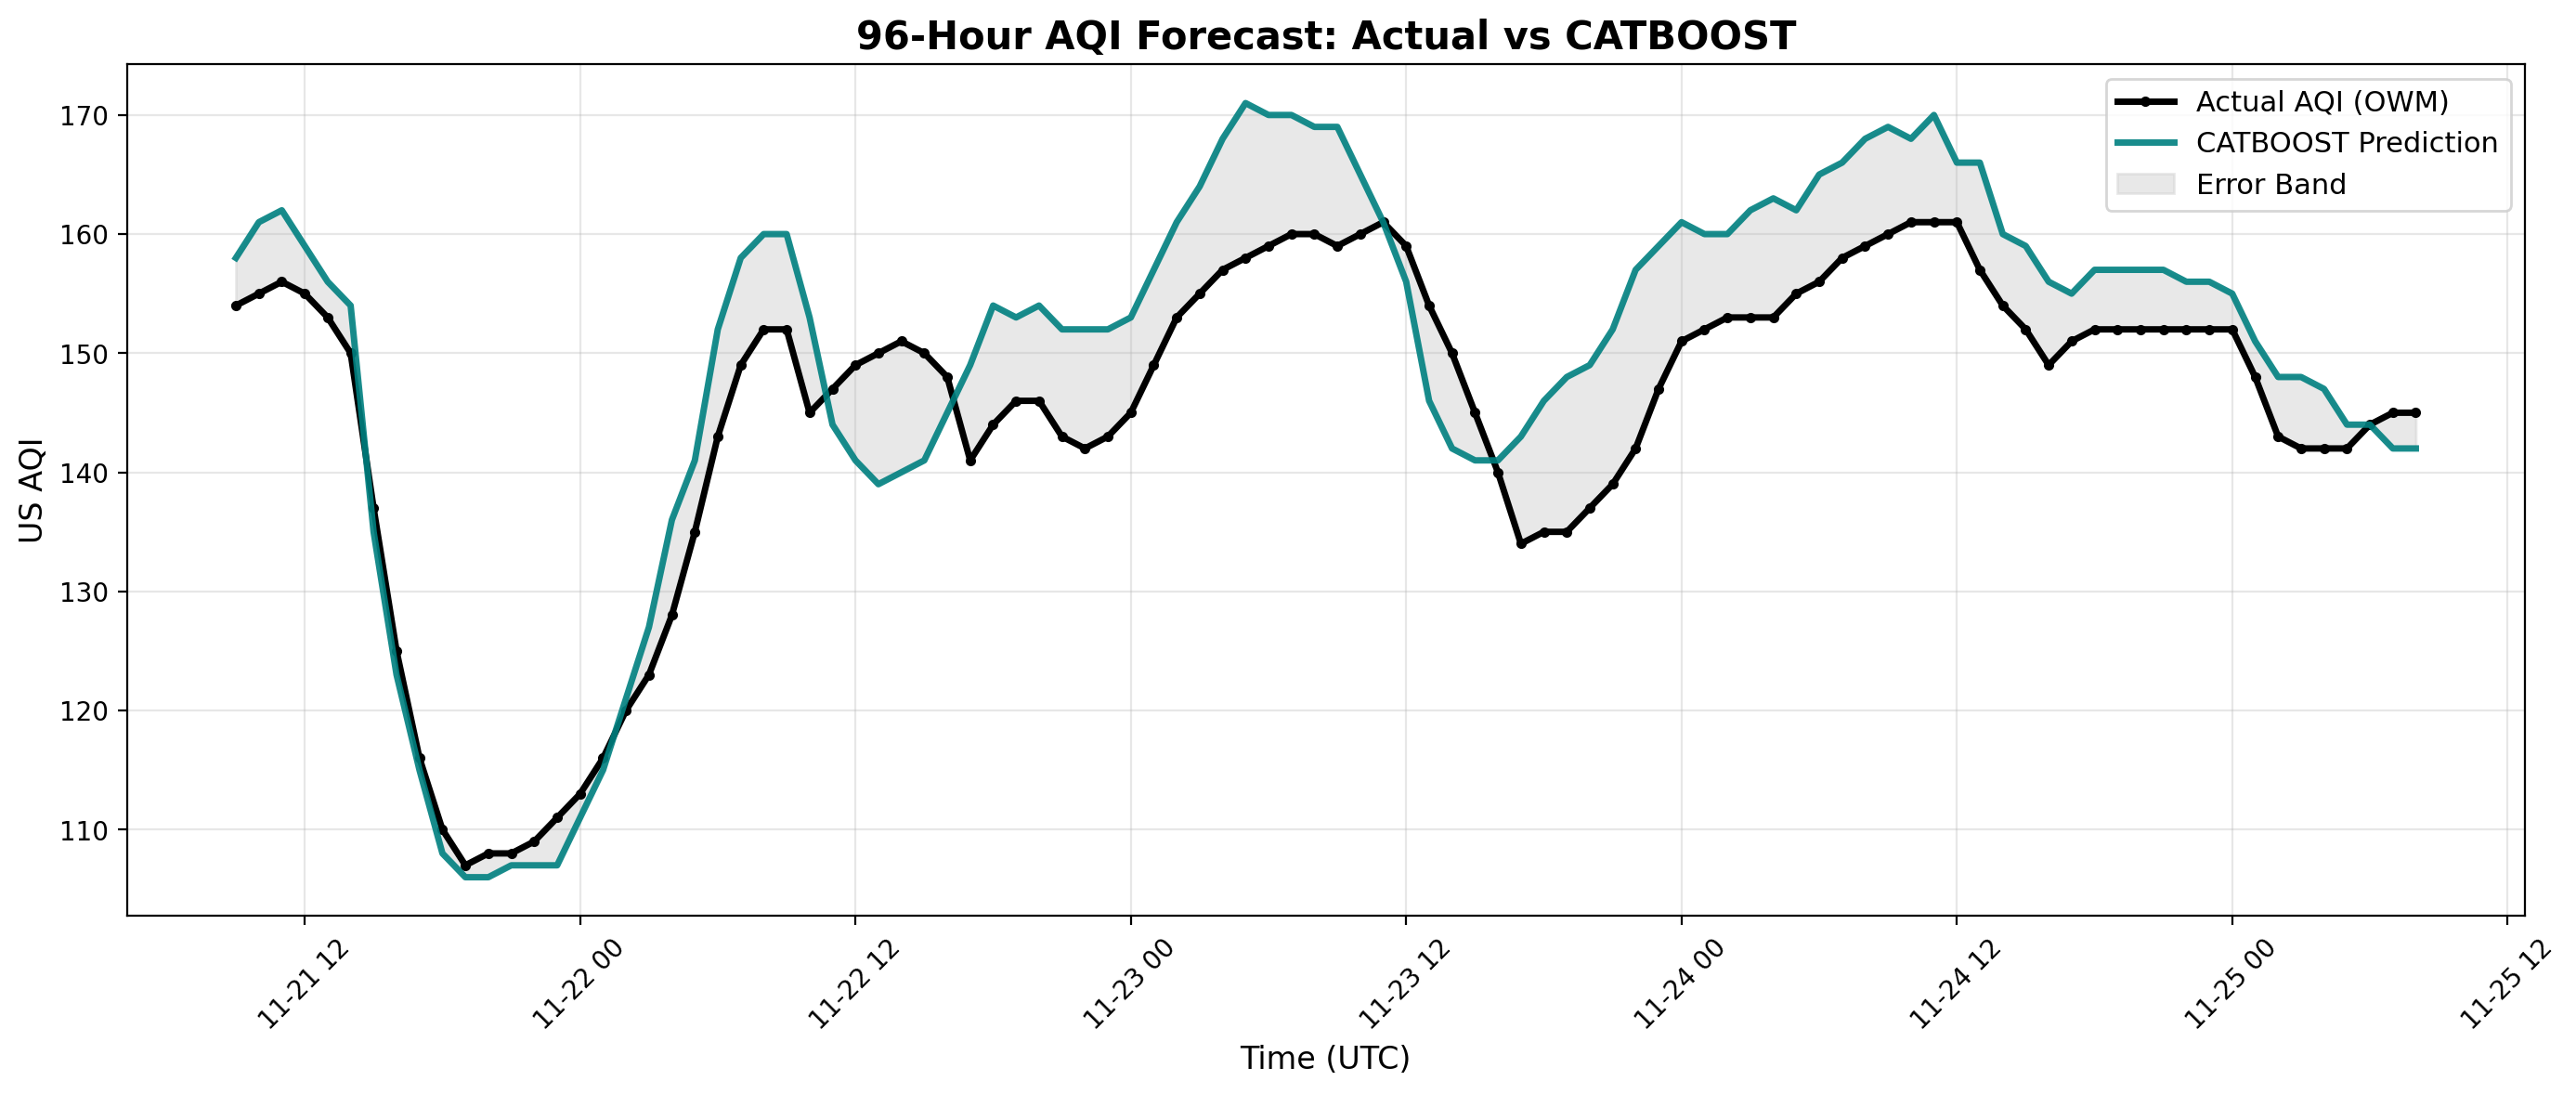 96-Hour AQI Forecast: Actual vs CATBOOST
Actual AQI (OWM)
CATBOOST Prediction
Error Band
US AQI
170
160
150
140
130
120
110
11-21 12
11-22 00
11-22 12
11-23 00
11-23 12
11-24 00
11-24 12
11-25 00
11-25 12
Time (UTC)